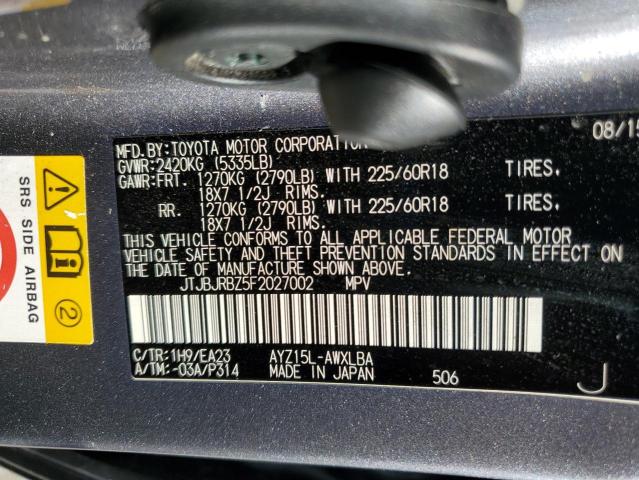 MFD.BY:TOYOTA MOTOR CORPORATION 08/15
GVWR:2420KG (5335LB)
GAWR:FRT. 1270KG (2790LB) WITH 225/60R18 TIRES.
18X7 1/2J RIMS.
RR. 1270KG (2790LB) WITH 225/60R18 TIRES.
18X7 1/2J RIMS.
THIS VEHICLE CONFORMS TO ALL APPLICABLE FEDERAL MOTOR
VEHICLE SAFETY AND THEFT PREVENTION STANDARDS IN EFFECT ON
THE DATE OF MANUFACTURE SHOWN ABOVE.
JTJBJRBZ5F2027002 MPV
C/TR:1H9/EA23 AYZ15L-AWXLBA
A/TM:-03A/P314 MADE IN JAPAN 506 J
SRS SIDE AIRBAG
2